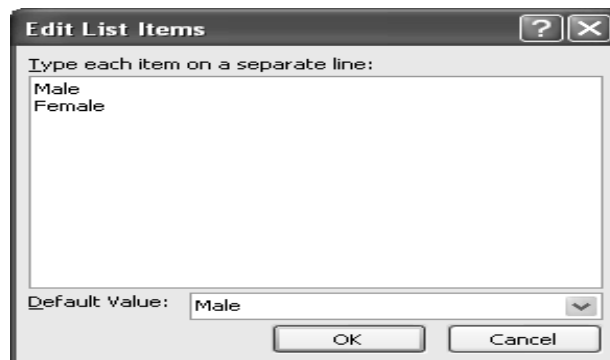 Edit List Items
Type each item on a separate line:
Male
Female
Default Value: Male
OK Cancel